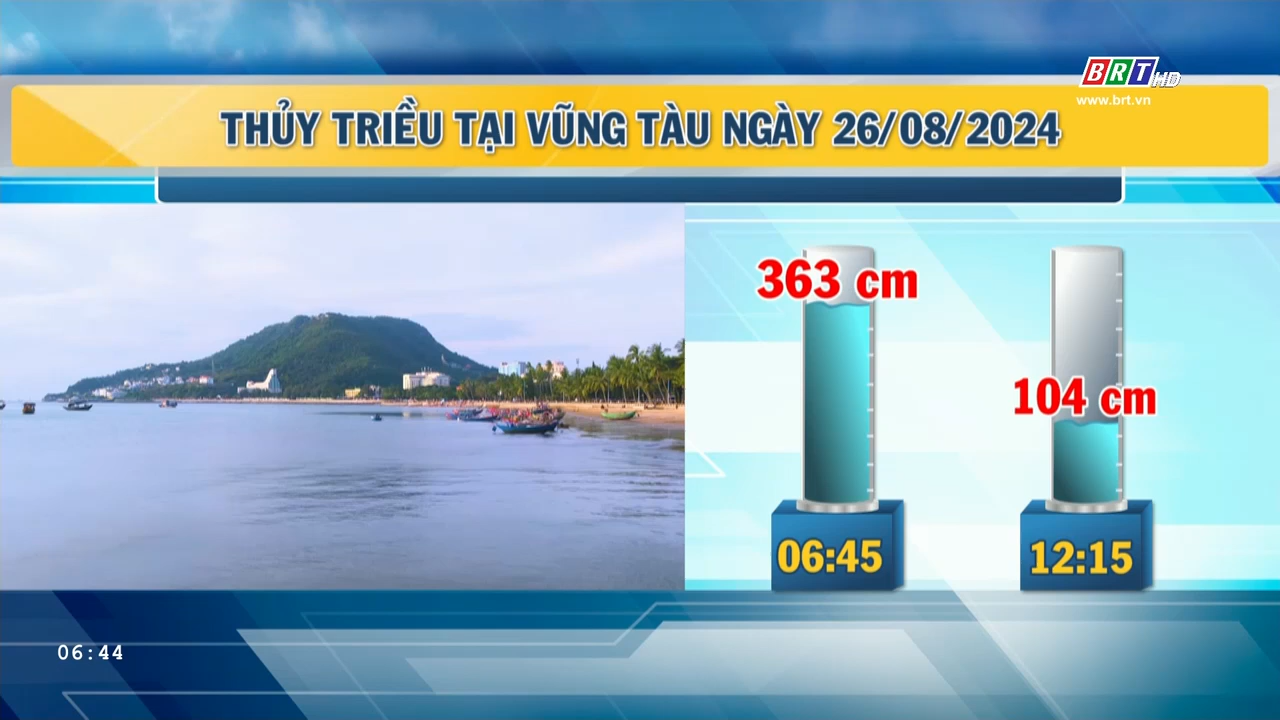 BRT HD
www.brt.vn
THỦY TRIỀU TẠI VŨNG TÀU NGÀY 26/08/2024
363 cm
104 cm
06:45
12:15
06:44